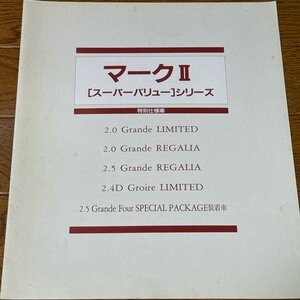 マークⅡ
[スーパーバリュー]シリーズ
特別仕様車
2.0 Grande LIMITED
2.0 Grande REGALIA
2.5 Grande REGALIA
2.4D Groire LIMITED
2.5 Grande Four SPECIAL PACKAGE装着車